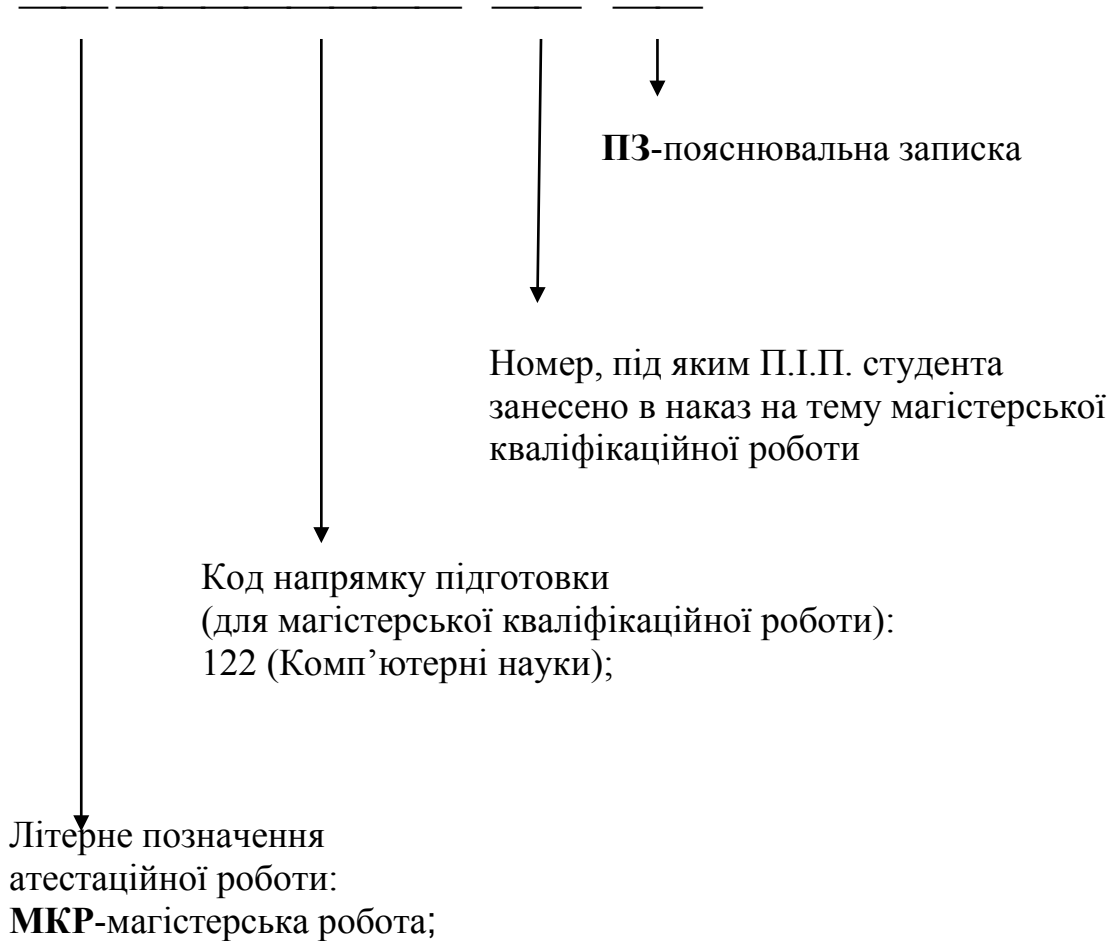 ПЗ-пояснювальна записка
Номер, під яким П.І.П. студента
занесено в наказ на тему магістерської
кваліфікаційної роботи
Код напрямку підготовки
(для магістерської кваліфікаційної роботи):
122 (Комп’ютерні науки);
Літерне позначення
атестаційної роботи:
МКР-магістерська робота;